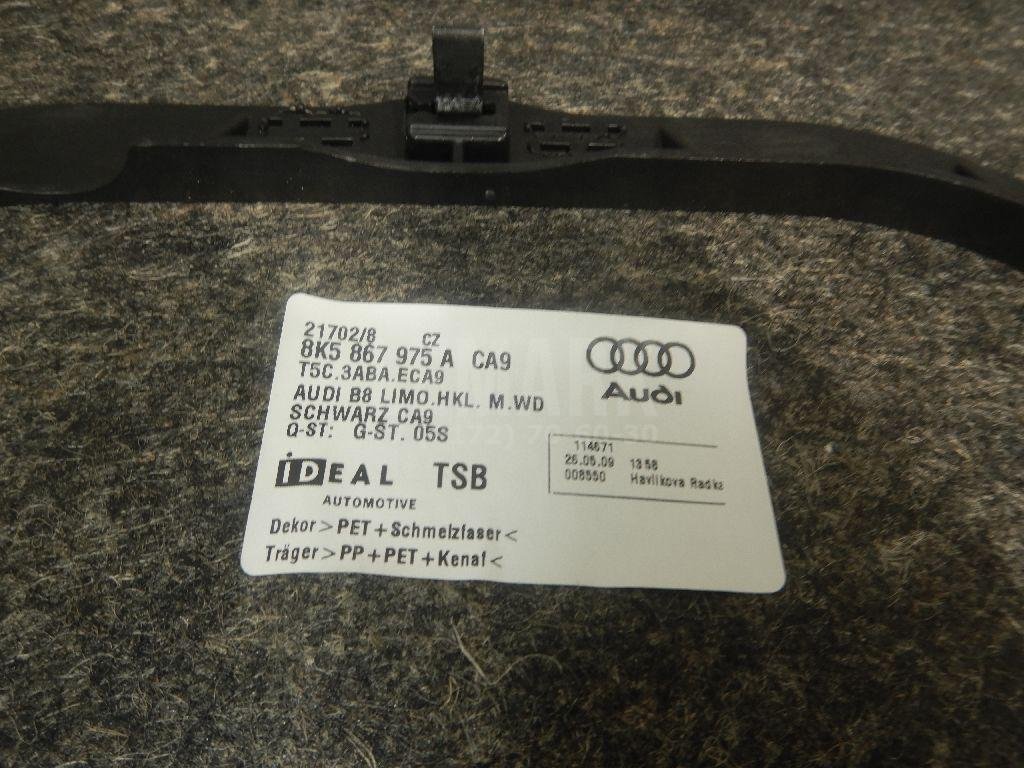 21702/8 CZ
8K5 867 975 A CA9
T5C.3ABA.ECA9
AUDI B8 LIMO.HKL. M.WD
SCHWARZ CA9
Q-ST: G-ST. 05S
Audi
114671
26.05.09 1358
008550 Havlikova Radka
iDEAL TSB
AUTOMOTIVE
Dekor>PET+Schmelzfaser<
Träger>PP+PET+Kenaf<